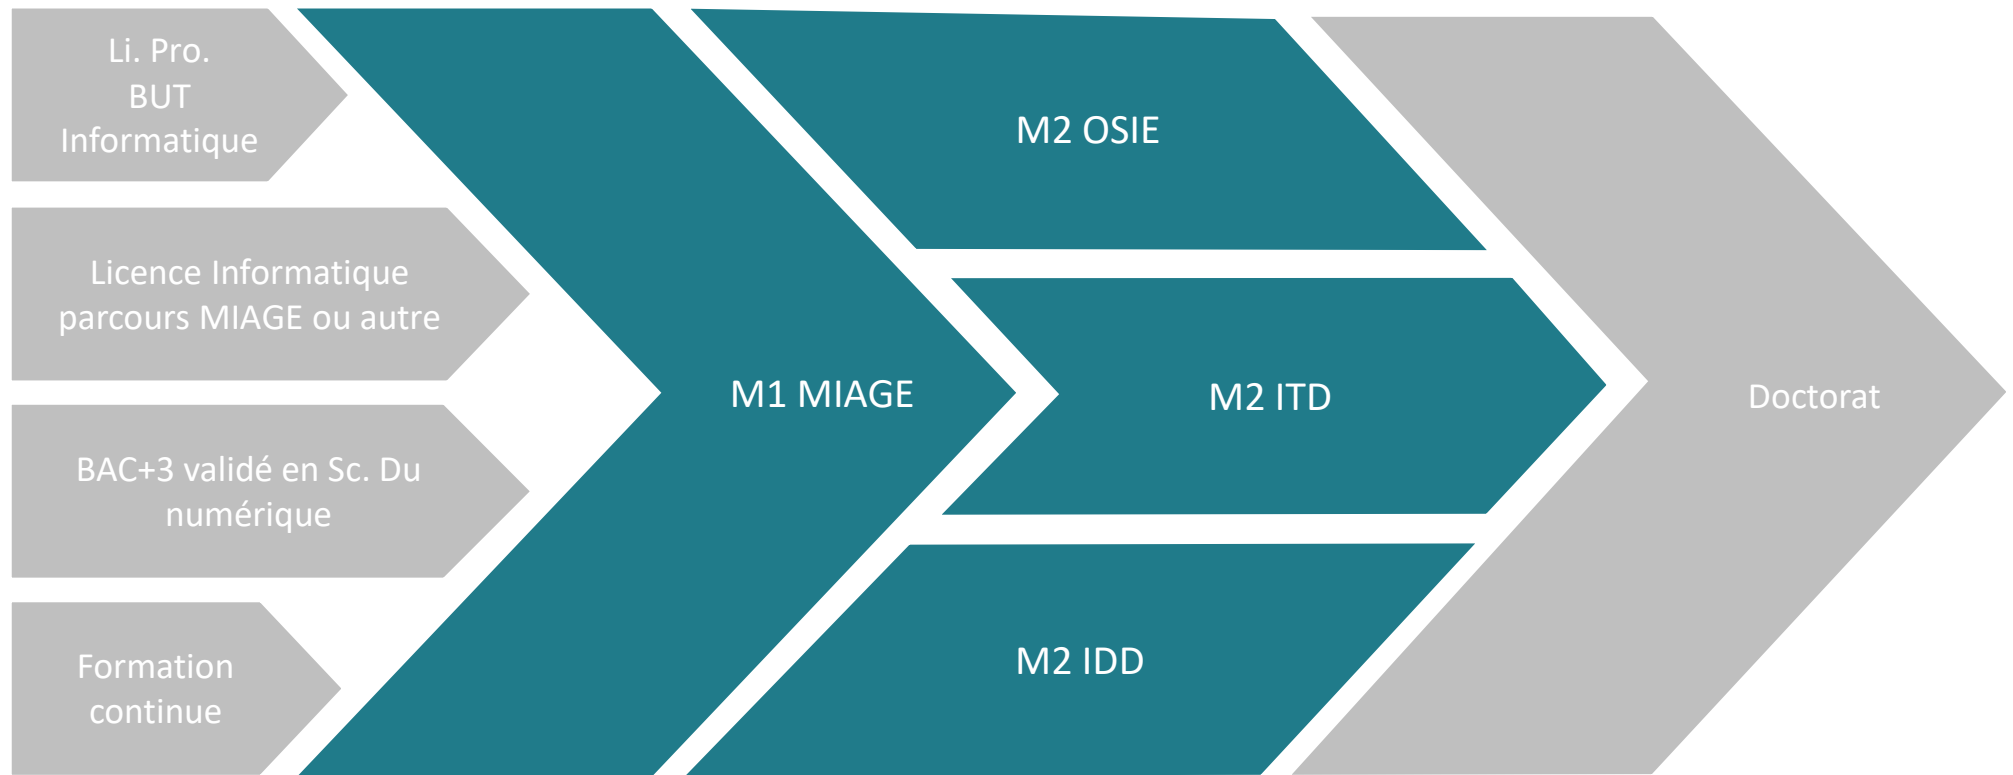 Li. Pro.
BUT
Informatique
Licence Informatique
parcours MIAGE ou autre
BAC+3 validé en Sc. Du
numérique
Formation
continue
M1 MIAGE
M2 OSIE
M2 ITD
M2 IDD
Doctorat